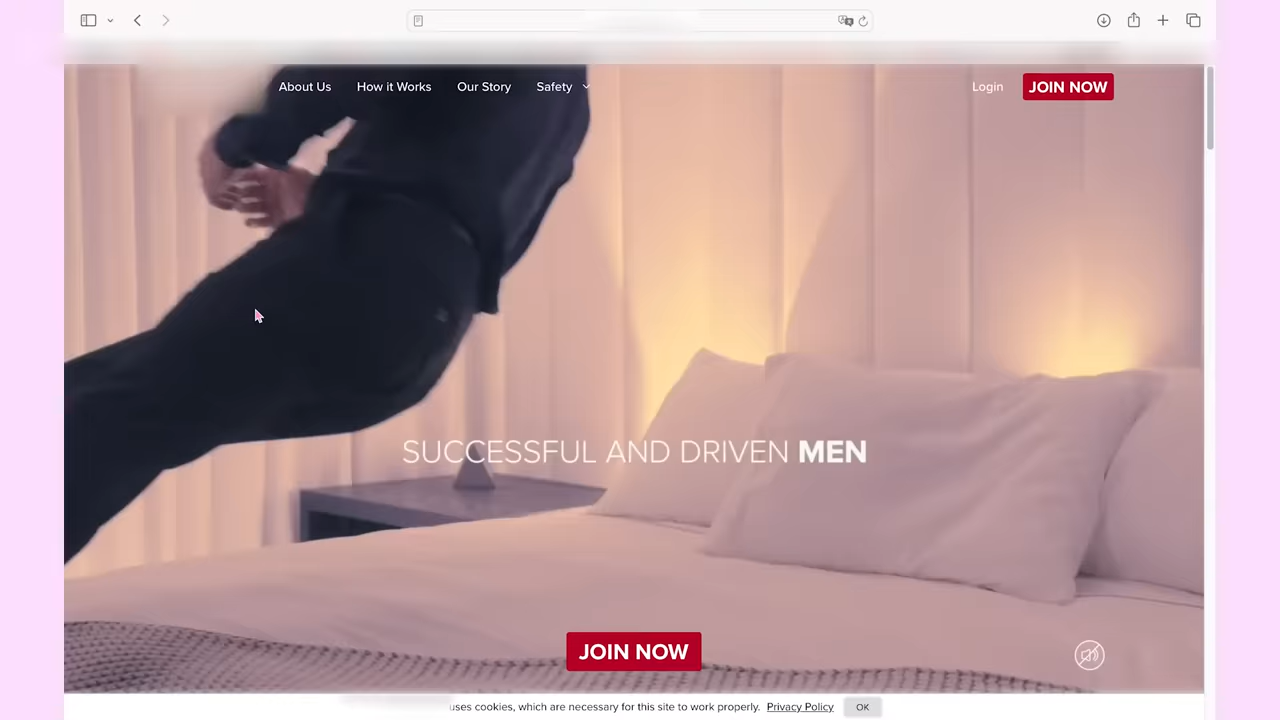 About Us How it Works Our Story Safety Login JOIN NOW
SUCCESSFUL AND DRIVEN MEN
JOIN NOW
uses cookies, which are necessary for this site to work properly. Privacy Policy OK